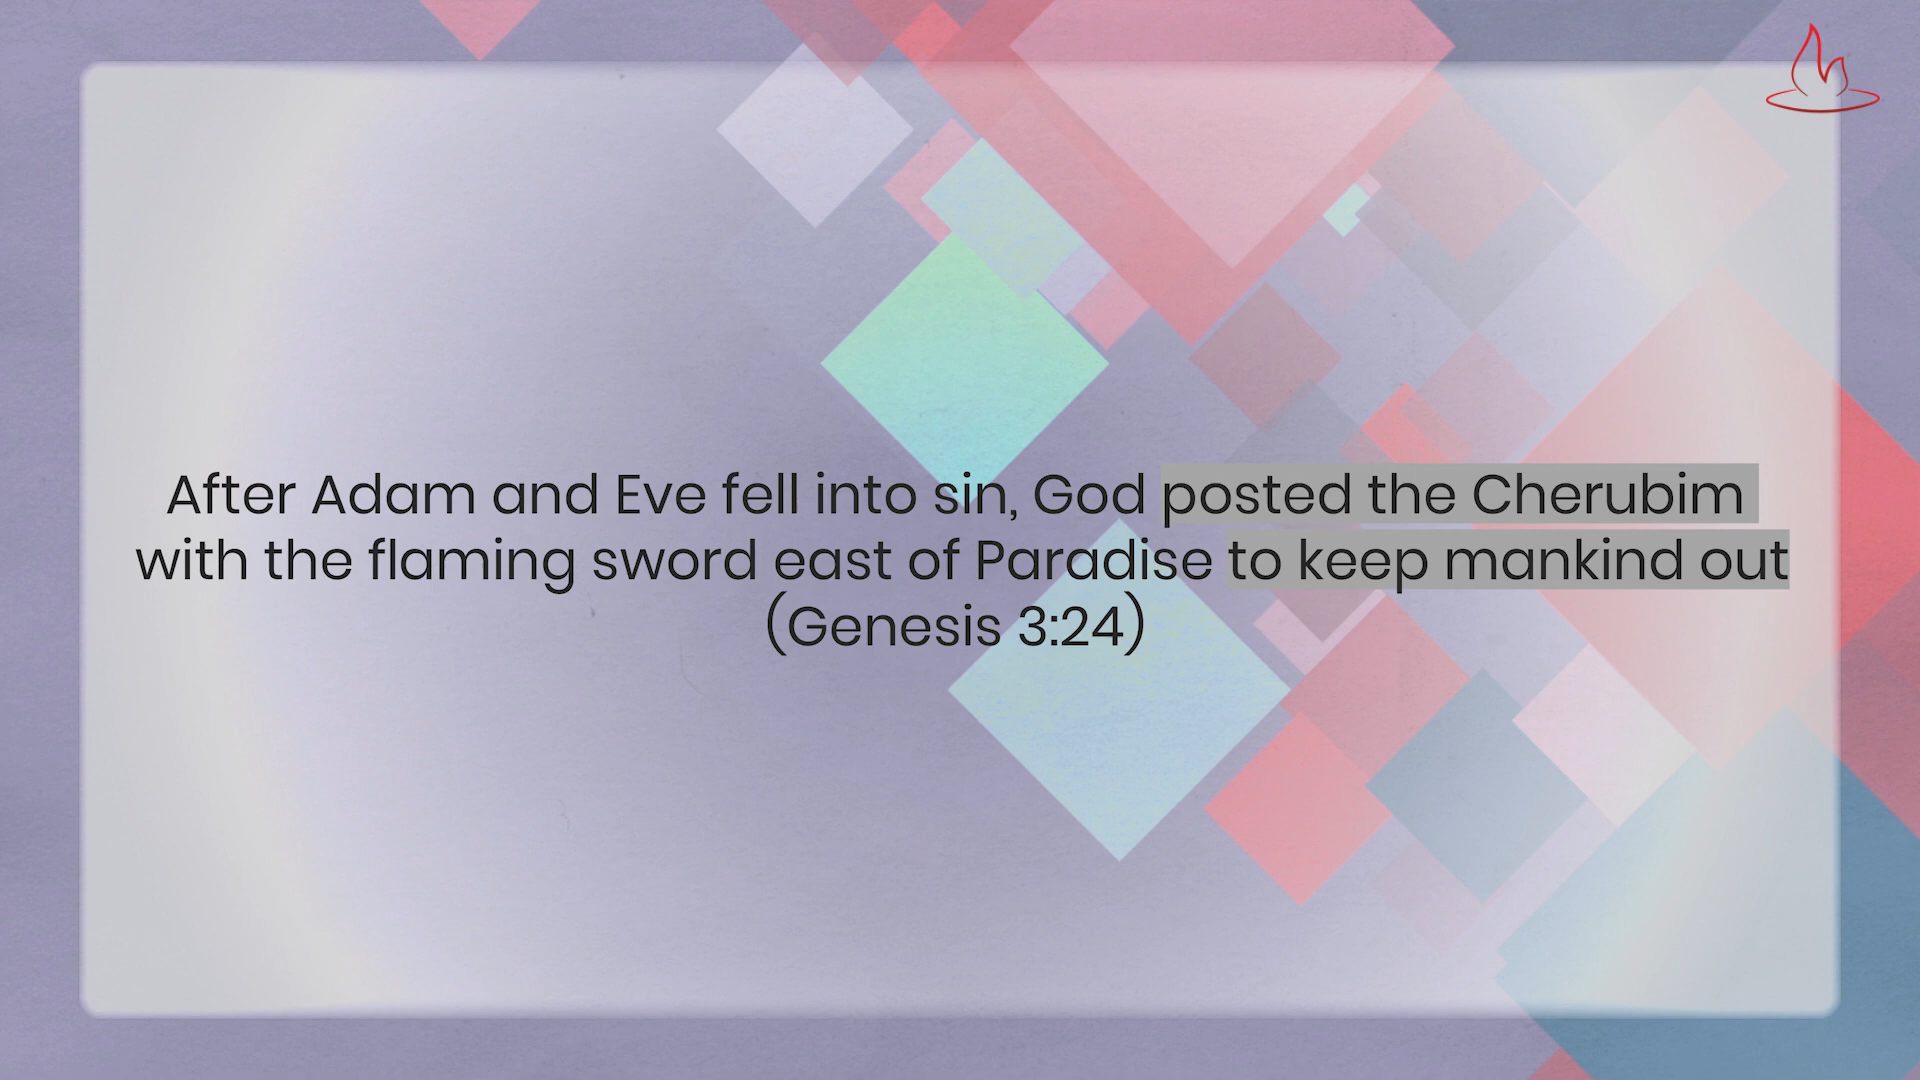 After Adam and Eve fell into sin, God posted the Cherubim
with the flaming sword east of Paradise to keep mankind out
(Genesis 3:24)